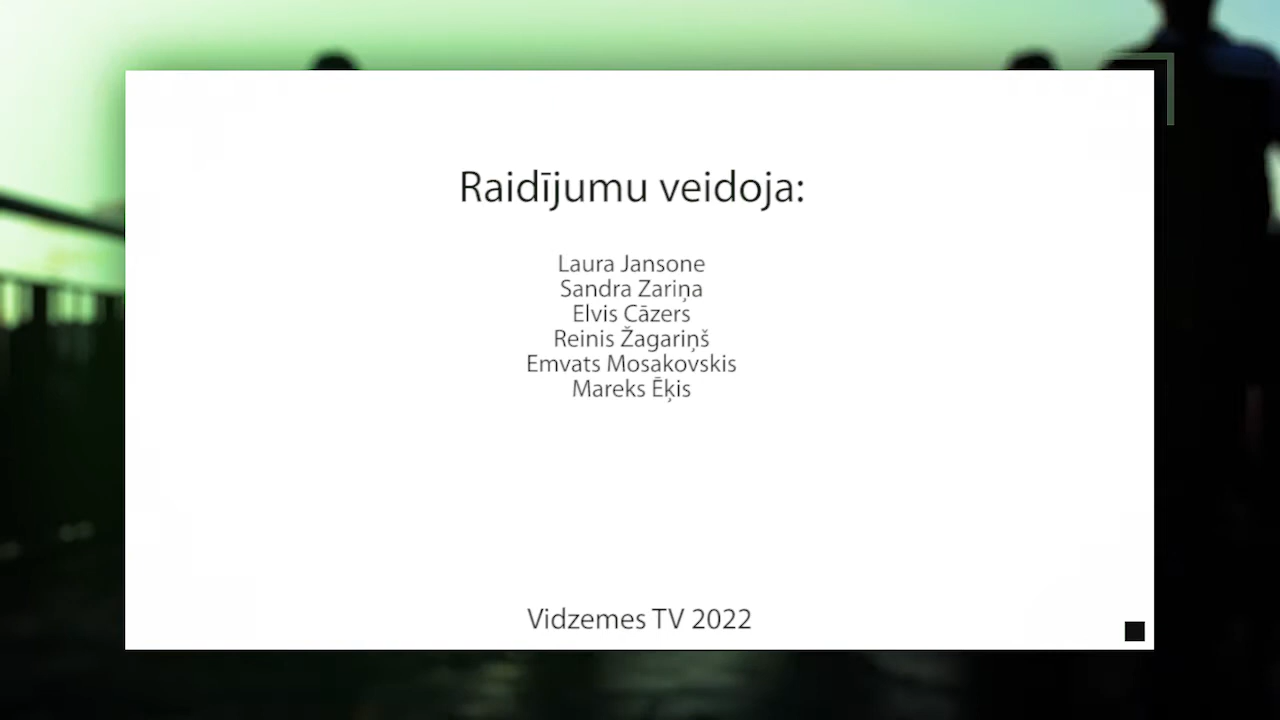 Raidījumu veidoja:
Laura Jansone
Sandra Zariņa
Elvis Cāzers
Reinis Žagariņš
Emvats Mosakovskis
Mareks Ēķis
Vidzemes TV 2022